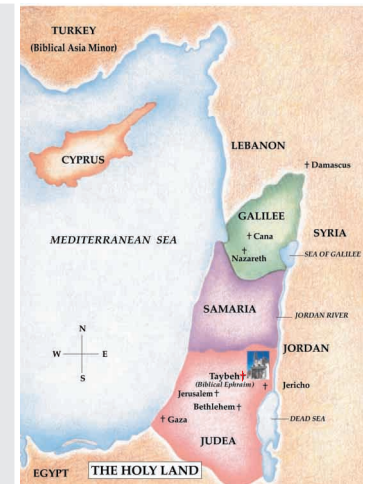 TURKEY
(Biblical Asia Minor)
LEBANON
† Damascus
CYPRUS
GALILEE
† Cana
SYRIA
MEDITERRANEAN SEA
†
Nazareth
SEA OF GALILEE
SAMARIA
JORDAN RIVER
N
W E
S
JORDAN
Taybeh†
(Biblical Ephraim)
† Jericho
Jerusalem †
Bethlehem †
† Gaza
DEAD SEA
JUDEA
EGYPT
THE HOLY LAND